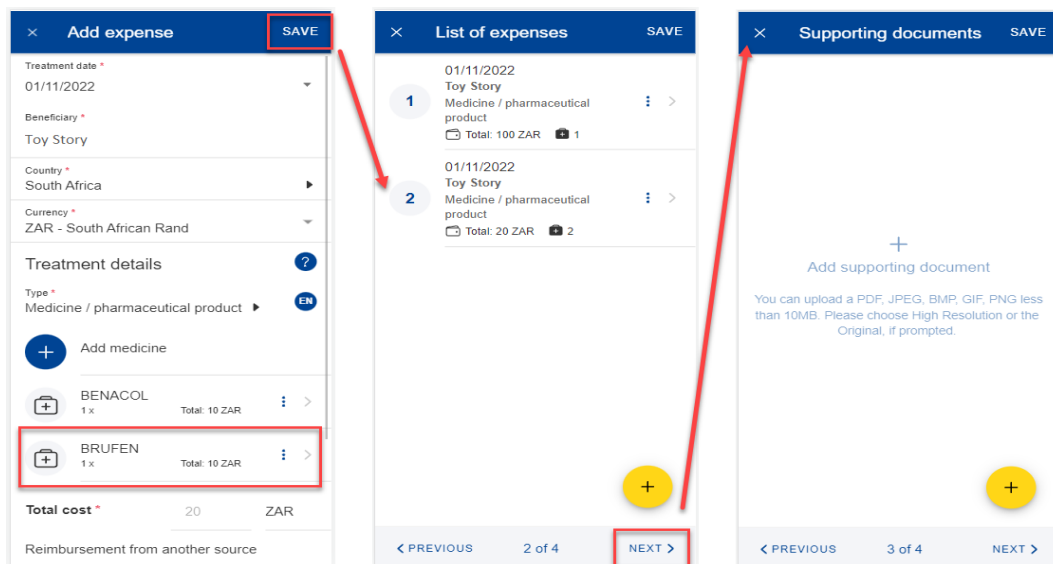 × Add expense SAVE
Treatment date *
01/11/2022
Beneficiary *
Toy Story
Country *
South Africa
Currency *
ZAR - South African Rand
Treatment details ?
Type *
Medicine / pharmaceutical product EN
+ Add medicine
BENACOL
1 x Total: 10 ZAR
BRUFEN
1 x Total: 10 ZAR
Total cost * 20 ZAR
Reimbursement from another source
× List of expenses SAVE
01/11/2022
Toy Story
1 Medicine / pharmaceutical
product
Total: 100 ZAR 1
01/11/2022
Toy Story
2 Medicine / pharmaceutical
product
Total: 20 ZAR 2
+
< PREVIOUS 2 of 4 NEXT >
× Supporting documents SAVE
+
Add supporting document
You can upload a PDF, JPEG, BMP, GIF, PNG less
than 10MB. Please choose High Resolution or the
Original, if prompted.
+
< PREVIOUS 3 of 4 NEXT >